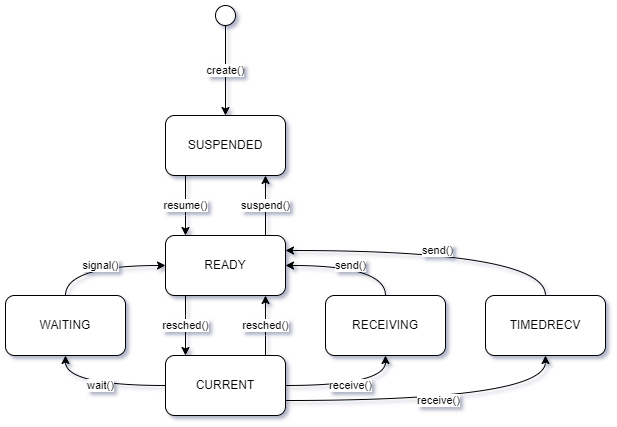 create()
SUSPENDED
resume()
suspend()
READY
signal()
send()
send()
WAITING
resched()
resched()
RECEIVING
TIMEDRECV
CURRENT
wait()
receive()
receive()